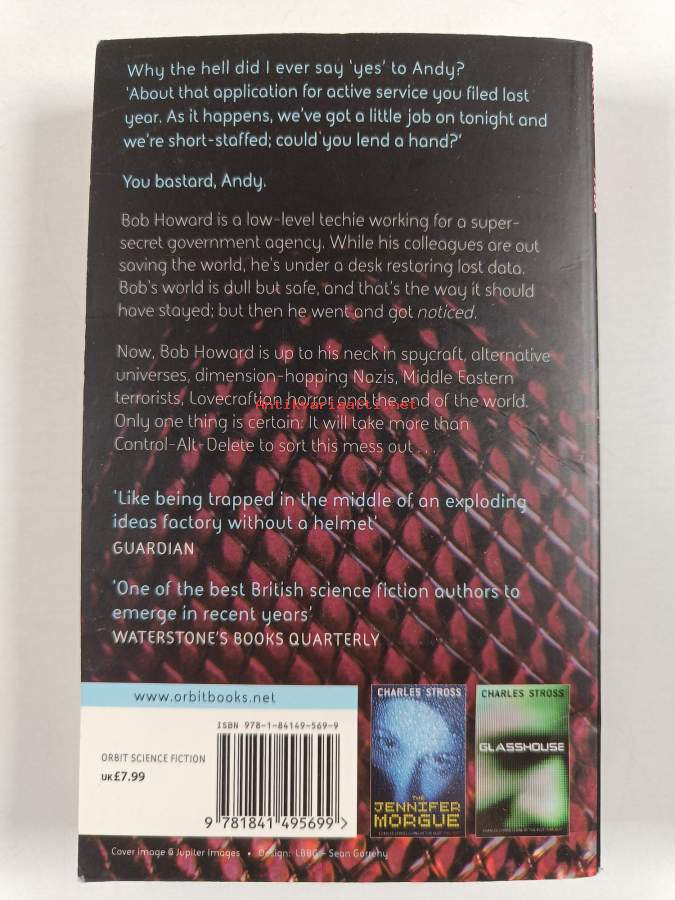 Why the hell did I ever say 'yes' to Andy?
'About that application for active service you filed last
year. As it happens, we've got a little job on tonight and
we're short-staffed; could you lend a hand?'
You bastard, Andy.
Bob Howard is a low-level techie working for a super-
secret government agency. While his colleagues are out
saving the world, he's under a desk restoring lost data.
Bob's world is dull but safe, and that's the way it should
have stayed; but then he went and got noticed.
Now, Bob Howard is up to his neck in spycraft, alternative
universes, dimension-hopping Nazis, Middle Eastern
terrorists, Lovecraftian horror and the end of the world.
Antikvariaatti.net
Only one thing is certain: It will take more than
Control-Alt-Delete to sort this mess out . . .
'Like being trapped in the middle of an exploding
ideas factory without a helmet'
GUARDIAN
'One of the best British science fiction authors to
emerge in recent years'
WATERSTONE'S BOOKS QUARTERLY
www.orbitbooks.net
ISBN 978-1-84149-569-9
ORBIT SCIENCE FICTION
UK £7.99
9 781841 495699 >
CHARLES STROSS
THE
JENNIFER
MORGUE
CHARLES STROSS
GLASSHOUSE
Cover image © Jupiter Images • Design: LBBG – Sean Garrehy